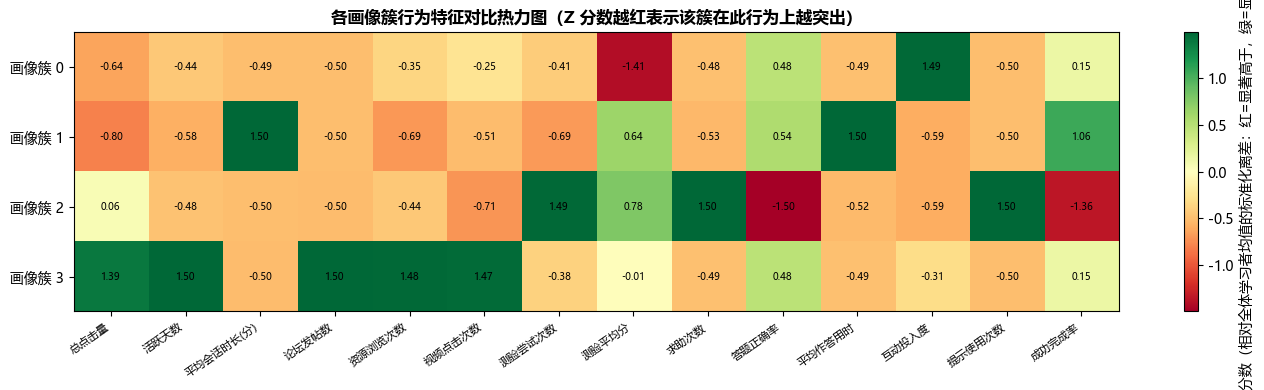 各画像簇行为特征对比热力图（Z 分数越红表示该簇在此行为上越突出）
画像簇 0
-0.64 -0.44 -0.49 -0.50 -0.35 -0.25 -0.41 -1.41 -0.48 0.48 -0.49 1.49 -0.50 0.15
画像簇 1
-0.80 -0.58 1.50 -0.50 -0.69 -0.51 -0.69 0.64 -0.53 0.54 1.50 -0.59 -0.50 1.06
画像簇 2
0.06 -0.48 -0.50 -0.50 -0.44 -0.71 1.49 0.78 1.50 -1.50 -0.52 -0.59 1.50 -1.36
画像簇 3
1.39 1.50 -0.50 1.50 1.48 1.47 -0.38 -0.01 -0.49 0.48 -0.49 -0.31 -0.50 0.15
总点击量
活跃天数
平均会话时长(分)
论坛发帖数
资源浏览次数
视频点击次数
测验尝试次数
测验平均分
求助次数
答题正确率
平均作答用时
互动投入度
提示使用次数
成功完成率
1.0
0.5
0.0
-0.5
-1.0
分数（相对全体学习者均值的标准化离差：红=显著高于，绿=显